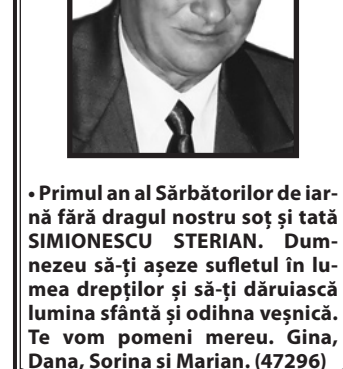 • Primul an al Sărbătorilor de iar-
nă fără dragul nostru soț și tată
SIMIONESCU STERIAN. Dum-
nezeu să-ți așeze sufletul în lu-
mea drepților și să-ți dăruiască
lumina sfântă și odihna veșnică.
Te vom pomeni mereu. Gina,
Dana, Sorina și Marian. (47296)